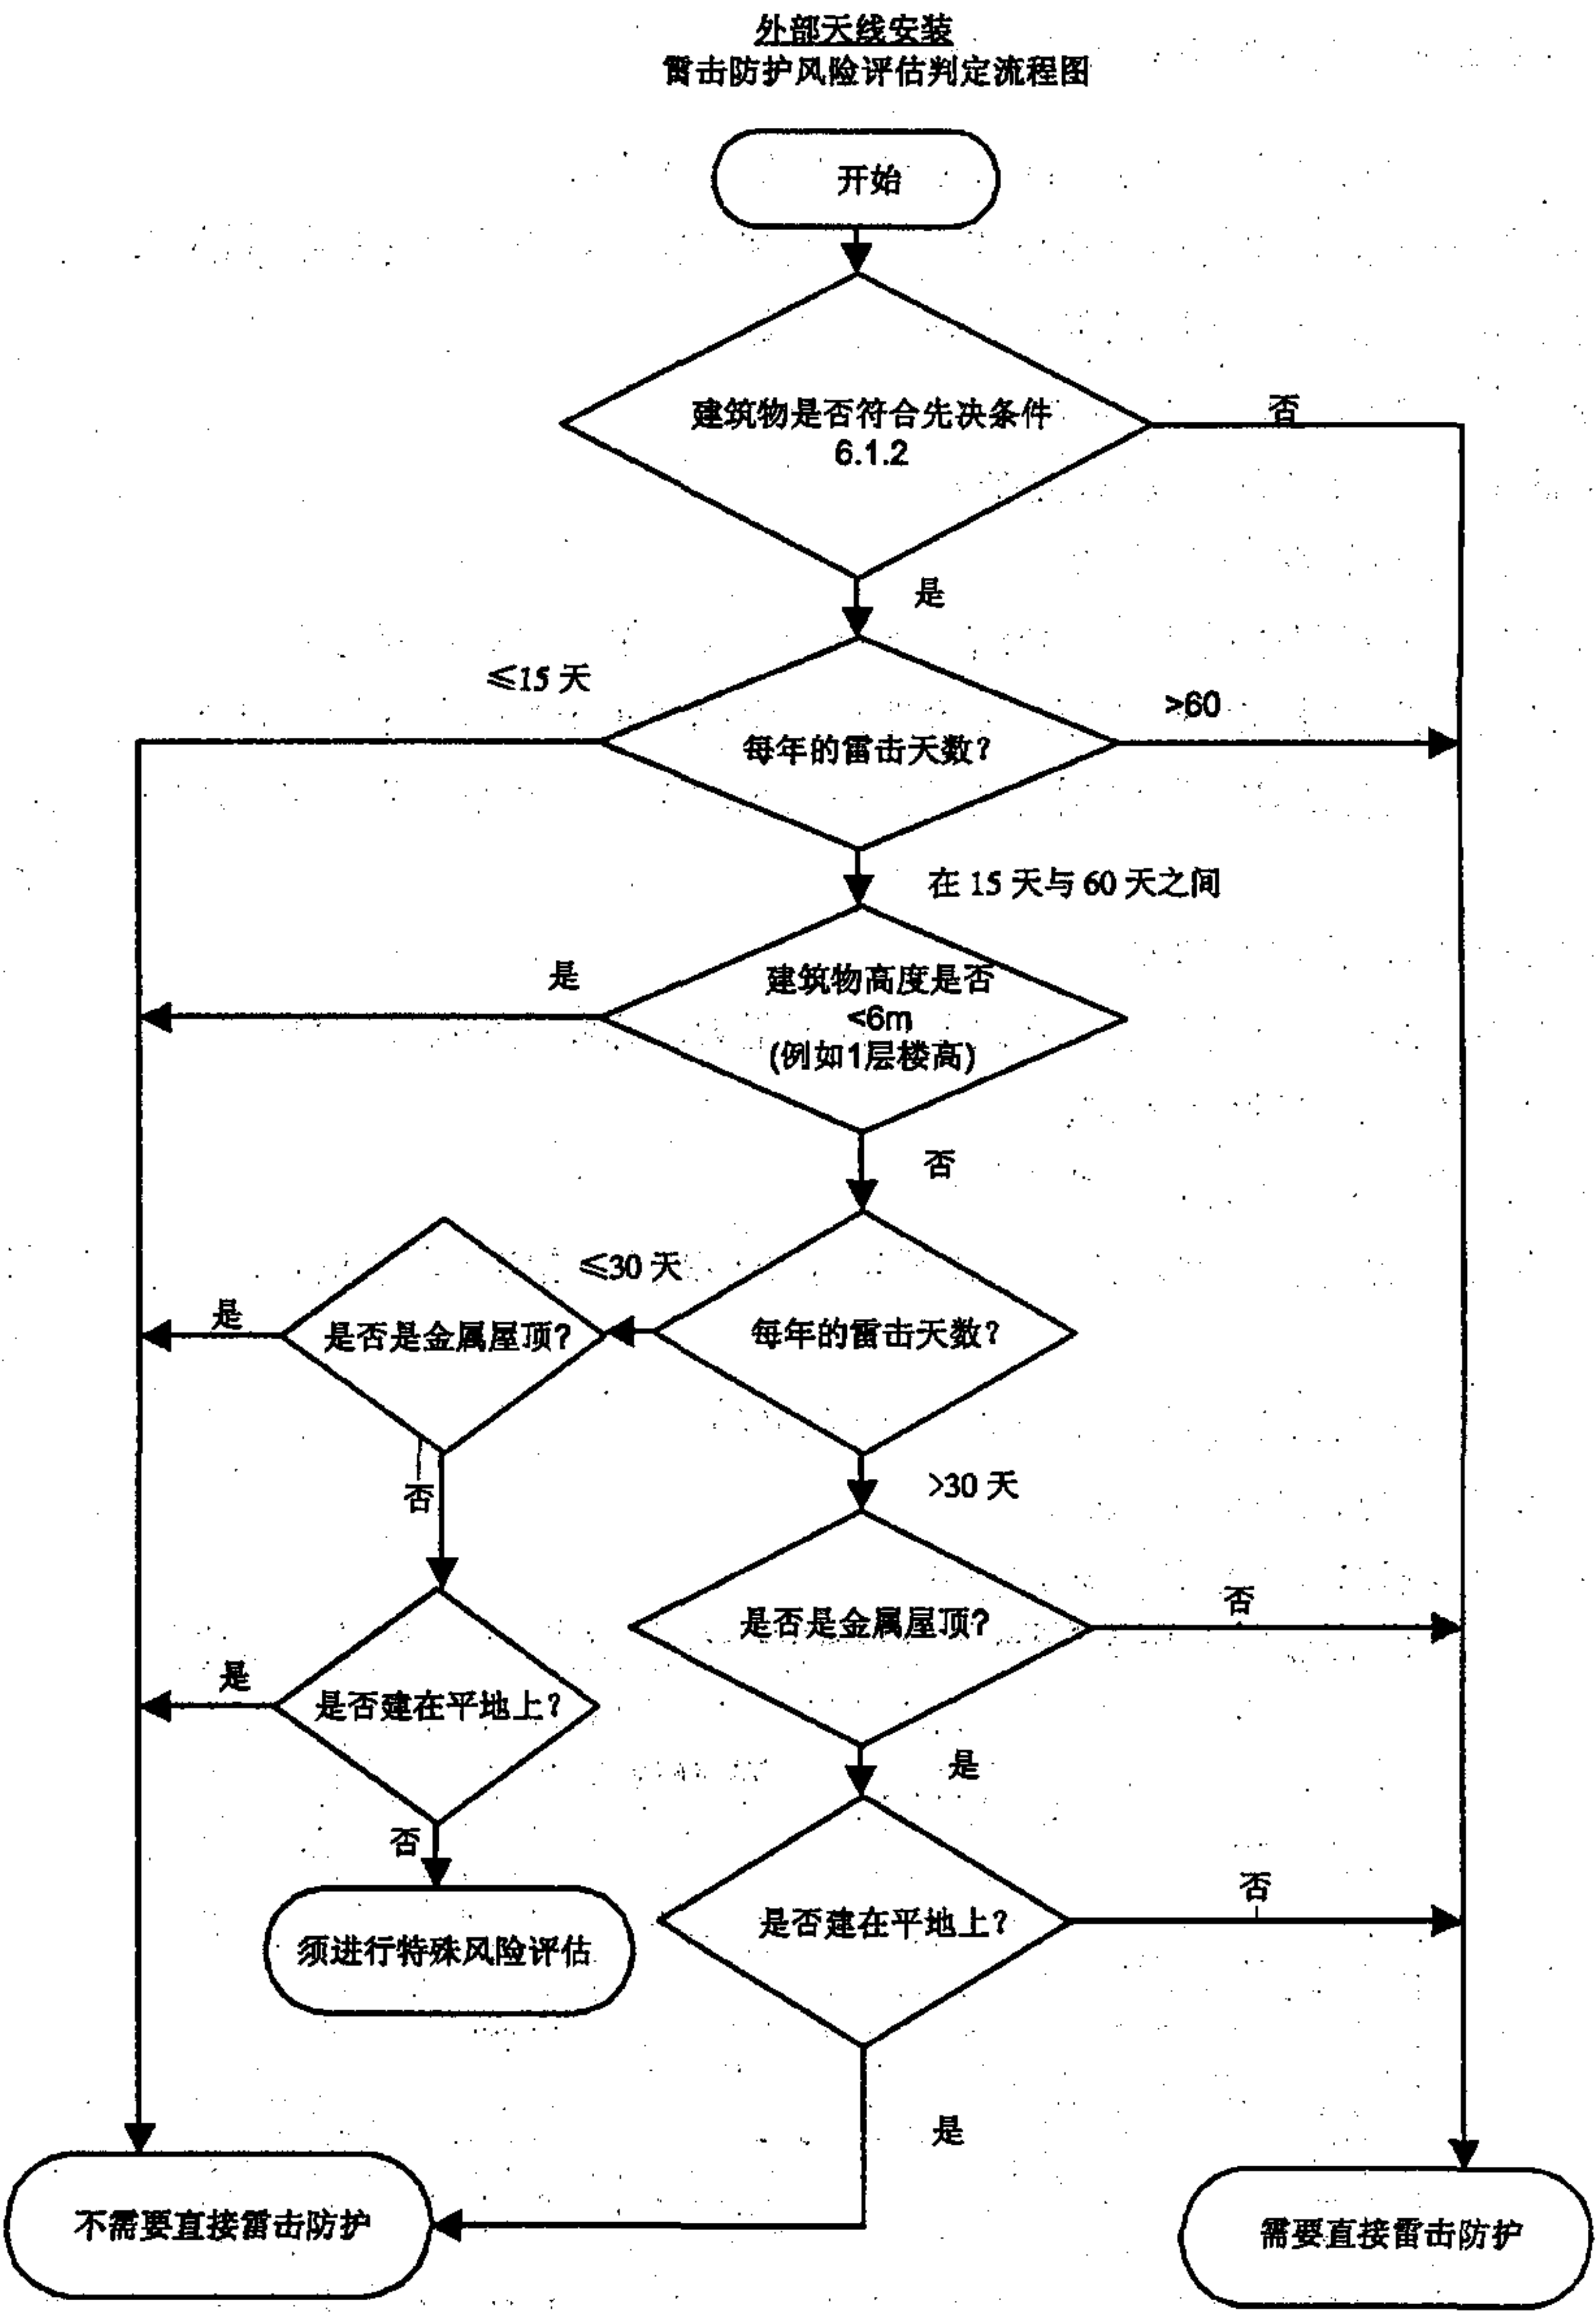 外部天线安装
雷击防护风险评估判定流程图
开始
建筑物是否符合先决条件
6.1.2
否
是
≤15 天
>60
每年的雷击天数?
在 15 天与 60 天之间
是
建筑物高度是否
<6m
(例如1层楼高)
否
≤30 天
是
是否是金属屋顶?
每年的雷击天数?
否
>30 天
是否是金属屋顶?
否
是
是否建在平地上?
是
否
须进行特殊风险评估
是否建在平地上?
否
是
不需要直接雷击防护
需要直接雷击防护